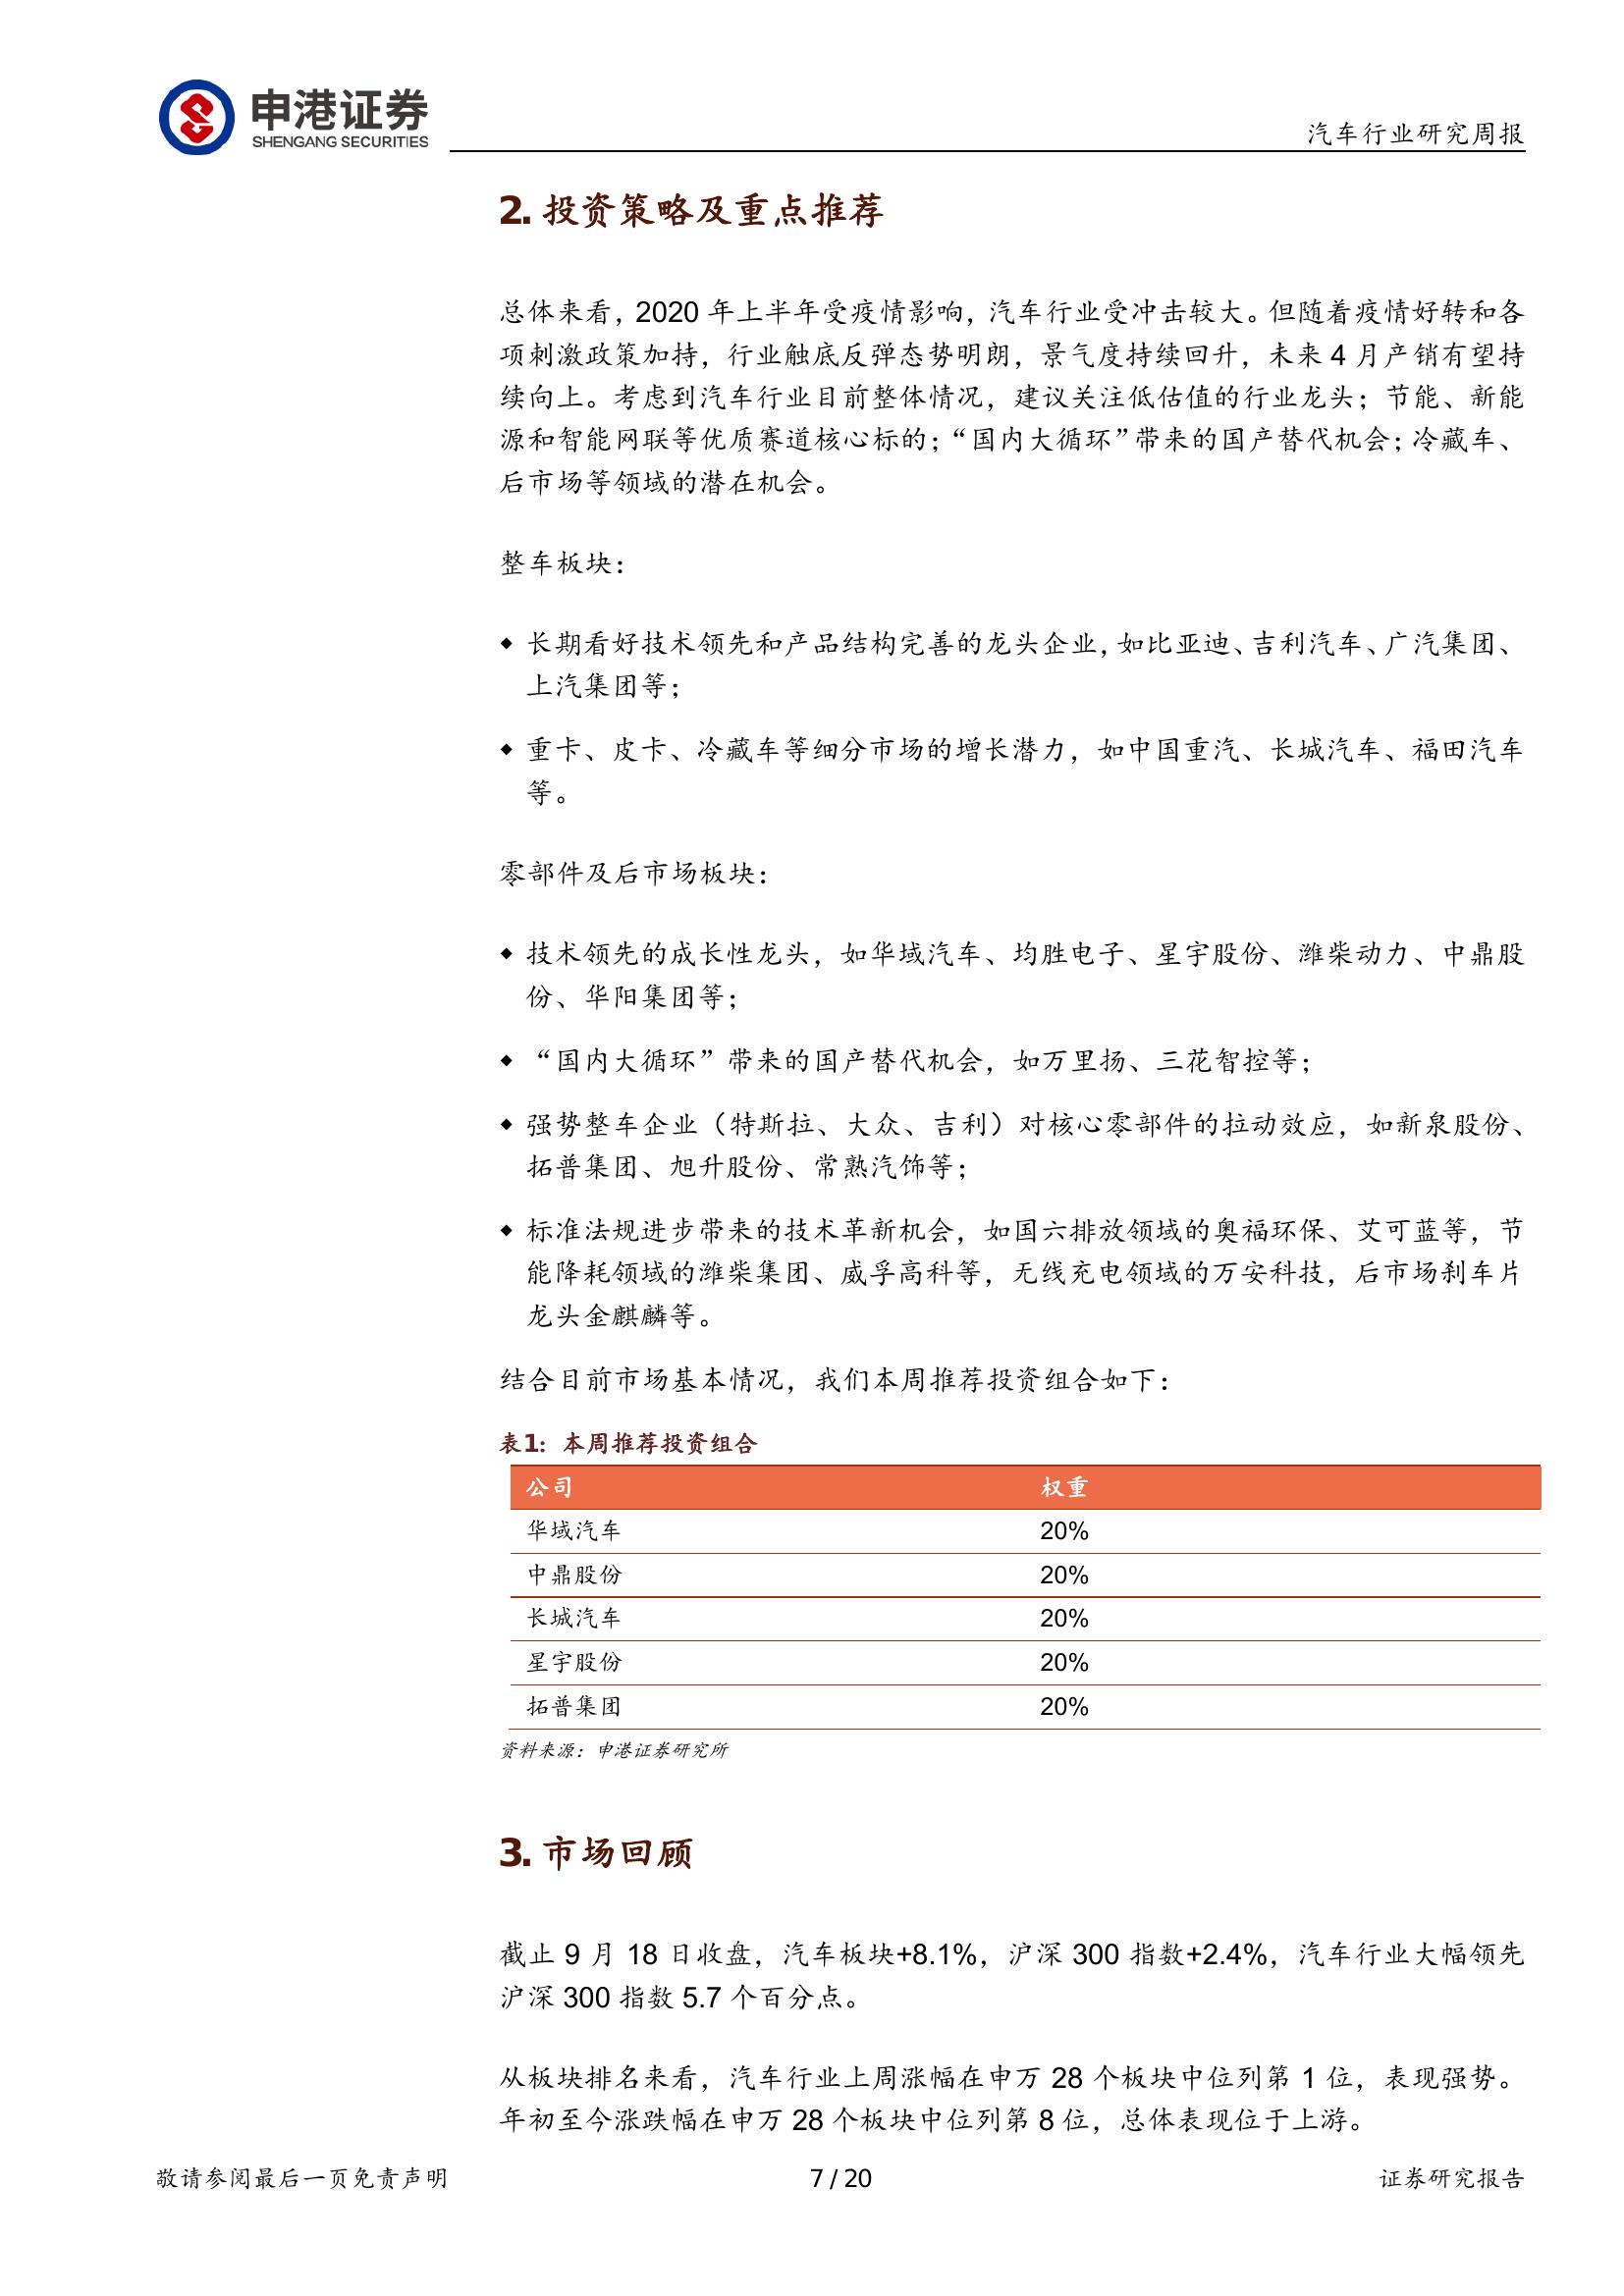 申港证券
SHENGANG SECURITIES
汽车行业研究周报
2. 投资策略及重点推荐
总体来看，2020 年上半年受疫情影响，汽车行业受冲击较大。但随着疫情好转和各
项刺激政策加持，行业触底反弹态势明朗，景气度持续回升，未来 4 月产销有望持
续向上。考虑到汽车行业目前整体情况，建议关注低估值的行业龙头；节能、新能
源和智能网联等优质赛道核心标的；“国内大循环”带来的国产替代机会；冷藏车、
后市场等领域的潜在机会。
整车板块：
◆ 长期看好技术领先和产品结构完善的龙头企业，如比亚迪、吉利汽车、广汽集团、
上汽集团等；
◆ 重卡、皮卡、冷藏车等细分市场的增长潜力，如中国重汽、长城汽车、福田汽车
等。
零部件及后市场板块：
◆ 技术领先的成长性龙头，如华域汽车、均胜电子、星宇股份、潍柴动力、中鼎股
份、华阳集团等；
◆ “国内大循环”带来的国产替代机会，如万里扬、三花智控等；
◆ 强势整车企业（特斯拉、大众、吉利）对核心零部件的拉动效应，如新泉股份、
拓普集团、旭升股份、常熟汽饰等；
◆ 标准法规进步带来的技术革新机会，如国六排放领域的奥福环保、艾可蓝等，节
能降耗领域的潍柴集团、威孚高科等，无线充电领域的万安科技，后市场刹车片
龙头金麒麟等。
结合目前市场基本情况，我们本周推荐投资组合如下：
表1：本周推荐投资组合
公司 权重
华域汽车 20%
中鼎股份 20%
长城汽车 20%
星宇股份 20%
拓普集团 20%
资料来源：申港证券研究所
3. 市场回顾
截止 9 月 18 日收盘，汽车板块+8.1%，沪深 300 指数+2.4%，汽车行业大幅领先
沪深 300 指数 5.7 个百分点。
从板块排名来看，汽车行业上周涨幅在申万 28 个板块中位列第 1 位，表现强势。
年初至今涨跌幅在申万 28 个板块中位列第 8 位，总体表现位于上游。
敬请参阅最后一页免责声明 7 / 20 证券研究报告